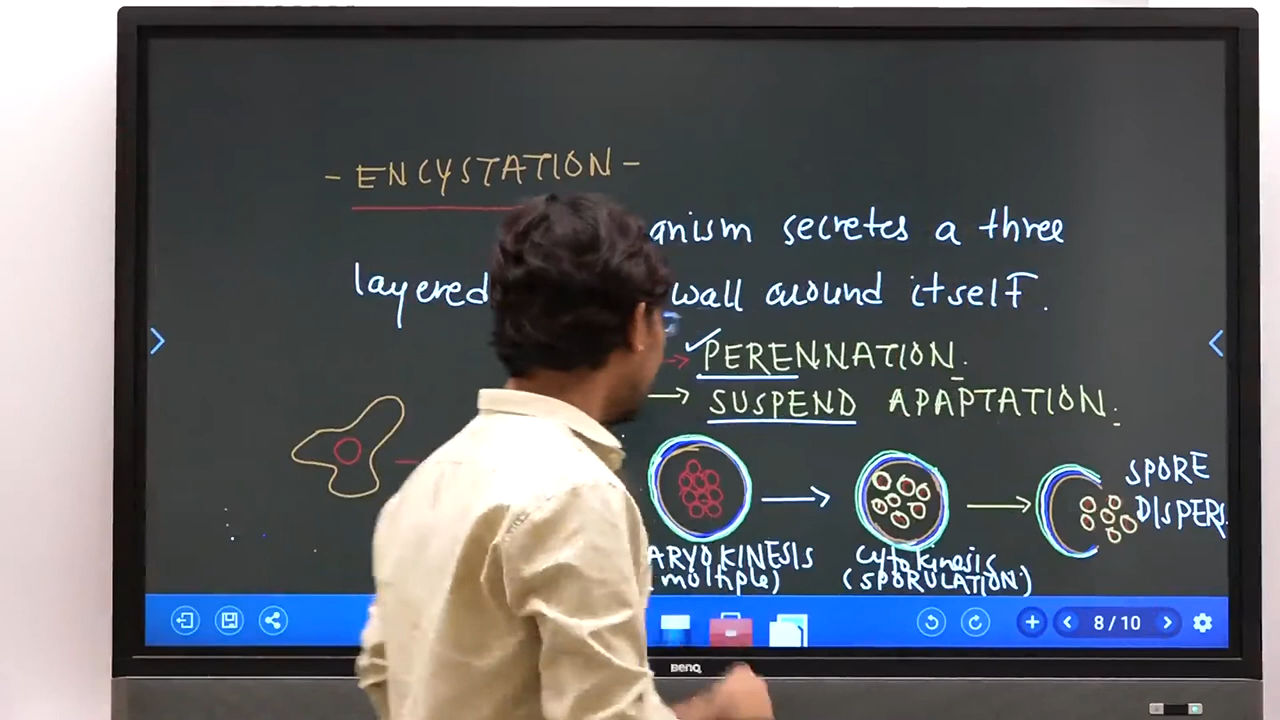 - ENCYSTATION -
anism secretes a three
layered wall around itself.
→ PERENNATION.
→ SUSPEND APAPTATION.
SPORE
DISPERS
ARYOKINESIS
(multiple)
Cytokinesis
(SPORULATION)
8/10
BenQ